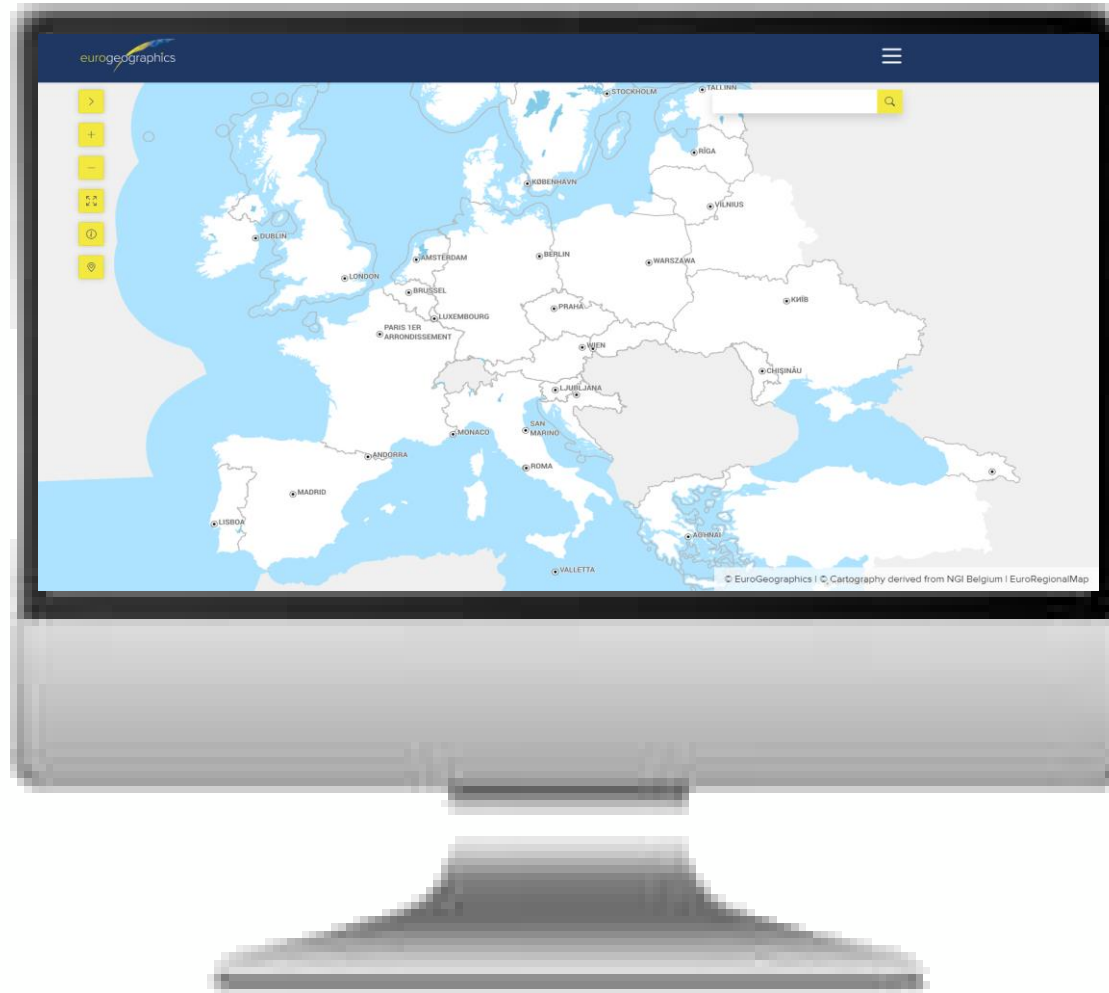 eurogeographics
STOCKHOLM
TALLINN
RĪGA
KØBENHAVN
VILNIUS
DUBLIN
AMSTERDAM
BERLIN
WARSZAWA
LONDON
BRUSSEL
КИЇВ
PRAHA
LUXEMBOURG
PARIS 1ER
ARRONDISSEMENT
WIEN
CHIȘINĂU
LJUBLJANA
SAN
MARINO
MONACO
ANDORRA
ROMA
MADRID
LISBOA
VALLETTA
© EuroGeographics | © Cartography derived from NGI Belgium | EuroRegionalMap